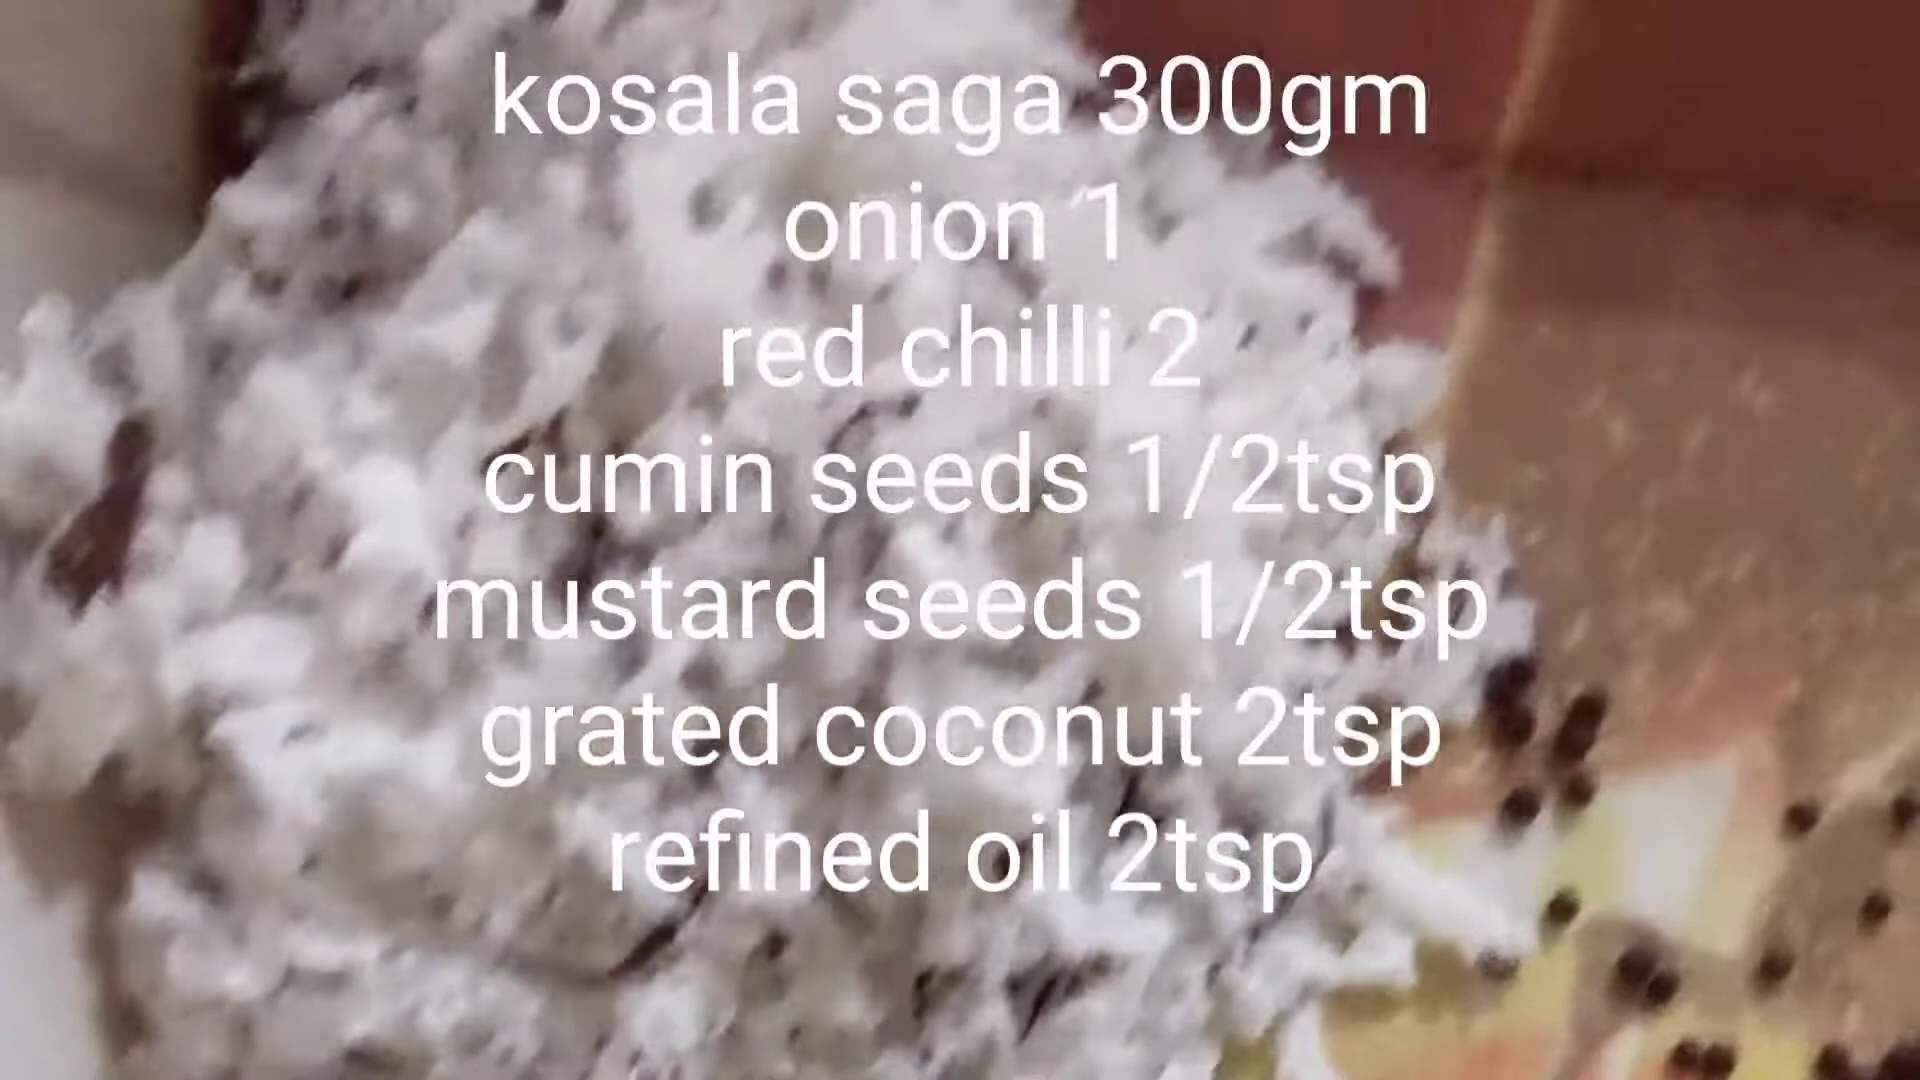 kosala saga 300gm
onion 1
red chilli 2
cumin seeds 1/2tsp
mustard seeds 1/2tsp
grated coconut 2tsp
refined oil 2tsp